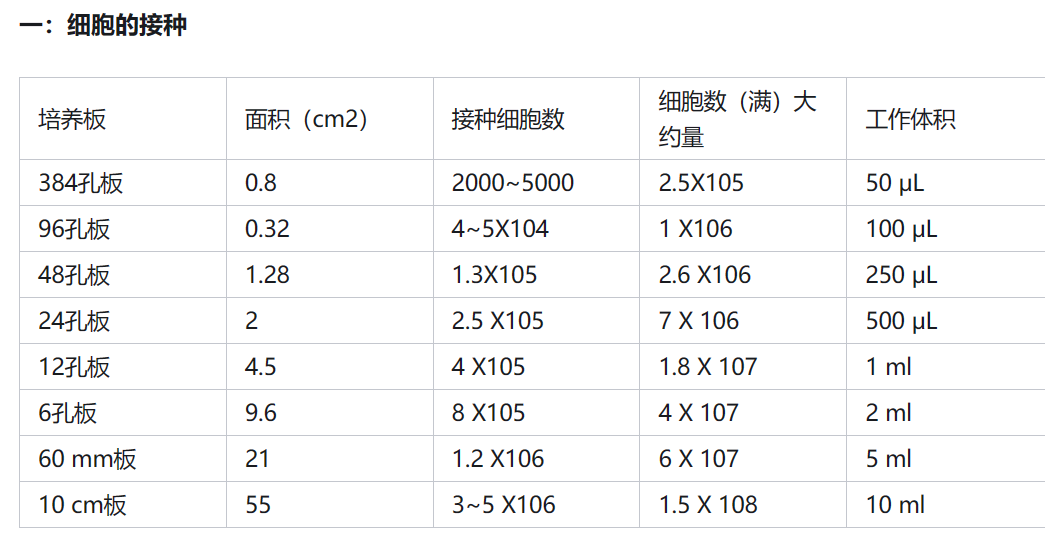 一：细胞的接种
培养板 面积（cm2） 接种细胞数 细胞数（满）大约量 工作体积
384孔板 0.8 2000~5000 2.5X105 50 μL
96孔板 0.32 4~5X104 1 X106 100 μL
48孔板 1.28 1.3X105 2.6 X106 250 μL
24孔板 2 2.5 X105 7 X 106 500 μL
12孔板 4.5 4 X105 1.8 X 107 1 ml
6孔板 9.6 8 X105 4 X 107 2 ml
60 mm板 21 1.2 X106 6 X 107 5 ml
10 cm板 55 3~5 X106 1.5 X 108 10 ml